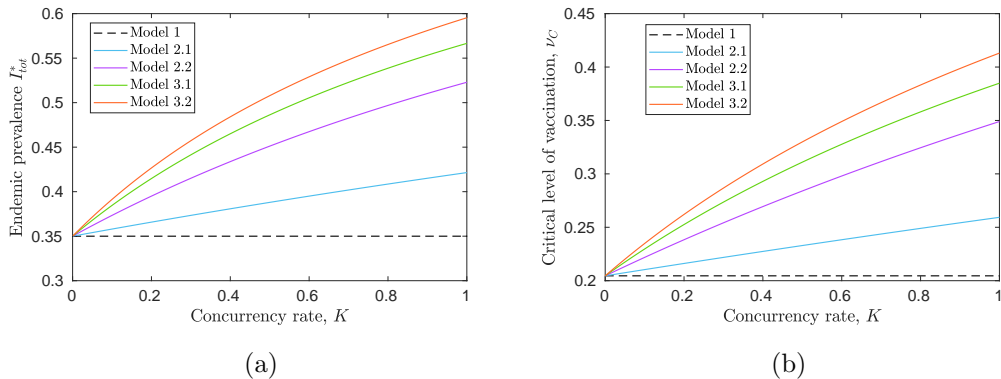 0.6
0.55
0.5
0.45
0.4
0.35
0.3
0
0.2
0.4
0.6
0.8
1
Endemic prevalence I*tot
Concurrency rate, K
Model 1
Model 2.1
Model 2.2
Model 3.1
Model 3.2
(a)
0.45
0.4
0.35
0.3
0.25
0.2
0
0.2
0.4
0.6
0.8
1
Critical level of vaccination, νC
Concurrency rate, K
Model 1
Model 2.1
Model 2.2
Model 3.1
Model 3.2
(b)